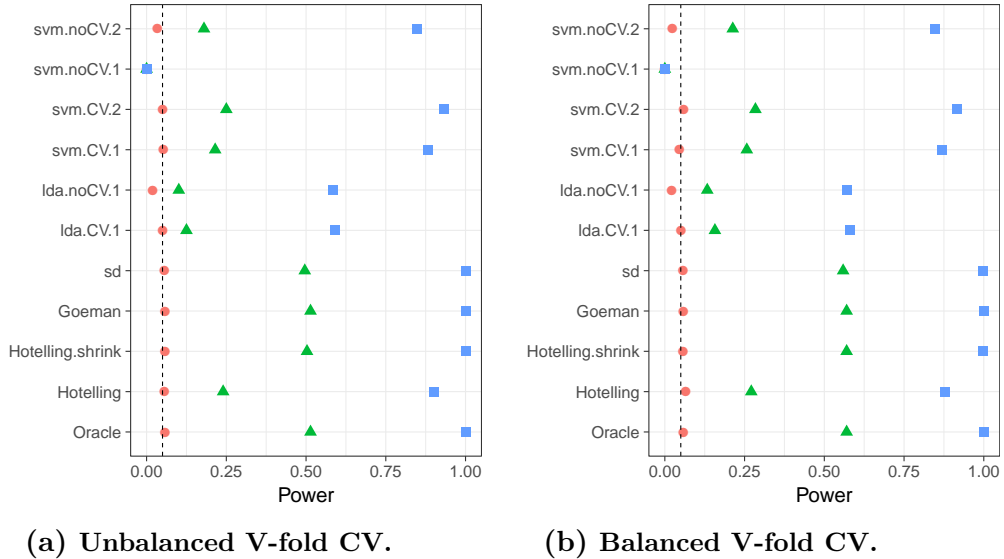 svm.noCV.2
svm.noCV.1
svm.CV.2
svm.CV.1
lda.noCV.1
lda.CV.1
sd
Goeman
Hotelling.shrink
Hotelling
Oracle
0.00 0.25 0.50 0.75 1.00
Power
(a) Unbalanced V-fold CV.
svm.noCV.2
svm.noCV.1
svm.CV.2
svm.CV.1
lda.noCV.1
lda.CV.1
sd
Goeman
Hotelling.shrink
Hotelling
Oracle
0.00 0.25 0.50 0.75 1.00
Power
(b) Balanced V-fold CV.